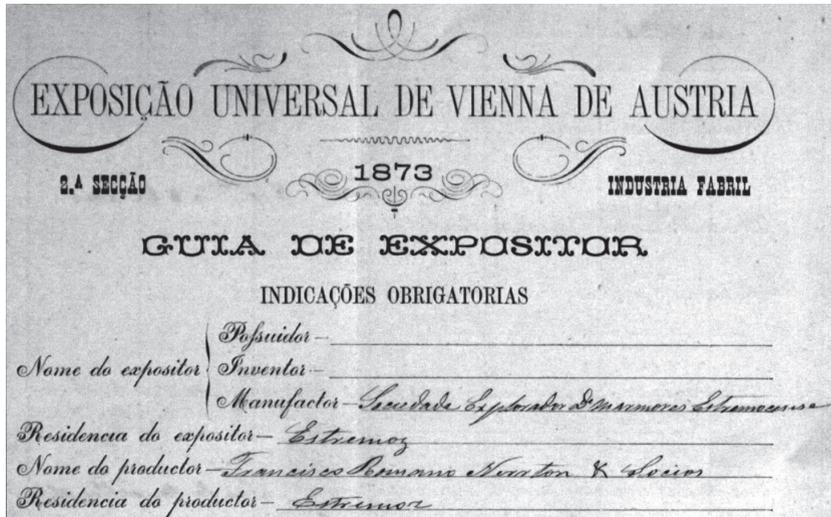 EXPOSIÇÃO UNIVERSAL DE VIENNA DE AUSTRIA
1873
2.ª SECÇÃO INDUSTRIA FABRIL
GUIA DE EXPOSITOR
INDICAÇÕES OBRIGATORIAS
Possuidor —
Nome do expositor Inventor —
Manufactor — Sociedade Explorador Dˢ marmores Estremocense
Residencia do expositor — Estremoz
Nome do productor — Francisco Romano Newton & Socios
Residencia do productor — Estremoz